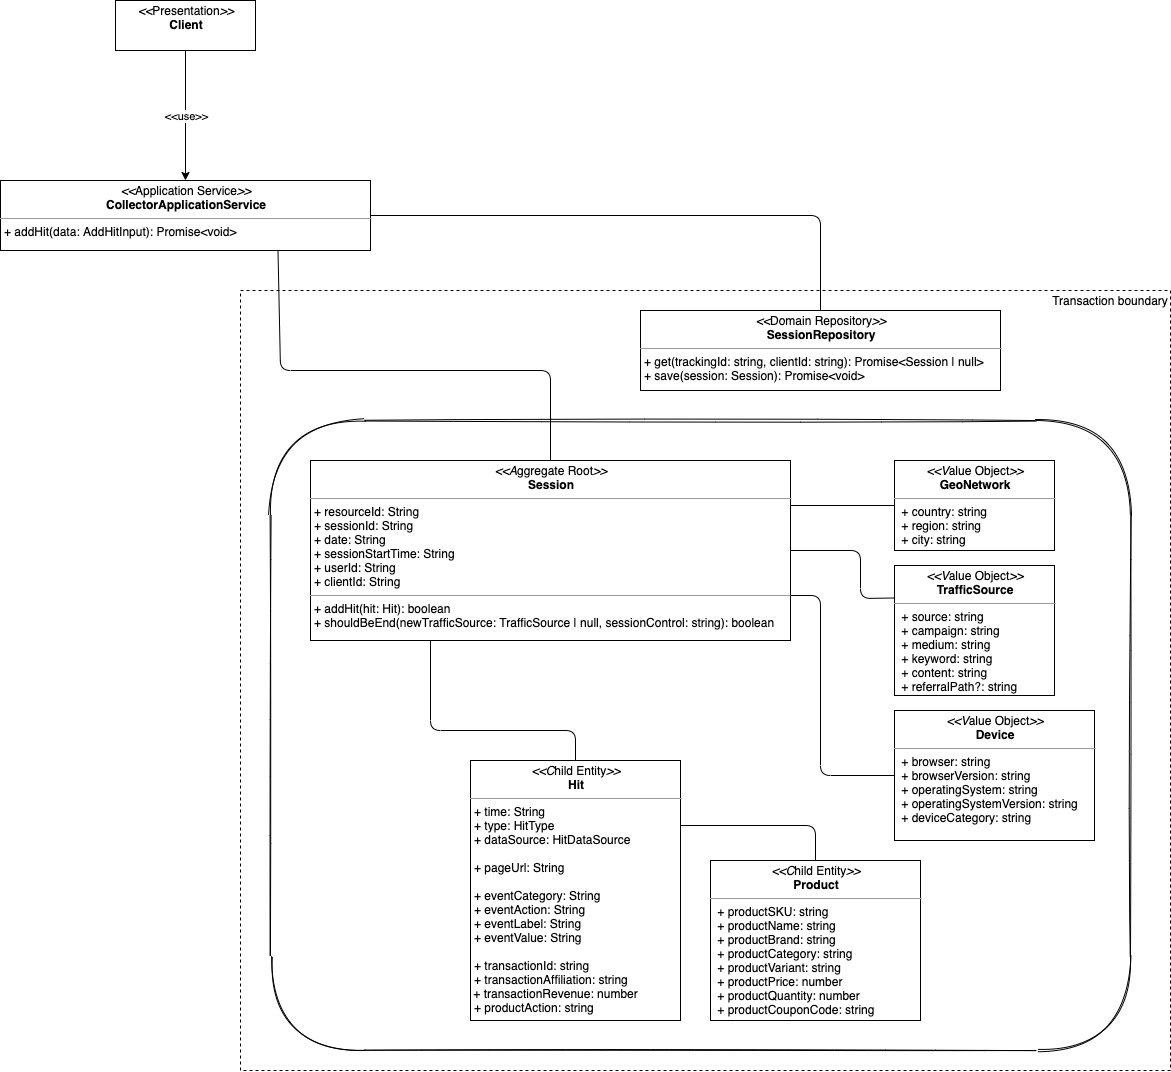 <<Presentation>>
Client
<<use>>
<<Application Service>>
CollectorApplicationService
+ addHit(data: AddHitInput): Promise<void>
Transaction boundary
<<Domain Repository>>
SessionRepository
+ get(trackingId: string, clientId: string): Promise<Session | null>
+ save(session: Session): Promise<void>
<<Aggregate Root>>
Session
+ resourceId: String
+ sessionId: String
+ date: String
+ sessionStartTime: String
+ userId: String
+ clientId: String
+ addHit(hit: Hit): boolean
+ shouldBeEnd(newTrafficSource: TrafficSource | null, sessionControl: string): boolean
<<Value Object>>
GeoNetwork
+ country: string
+ region: string
+ city: string
<<Value Object>>
TrafficSource
+ source: string
+ campaign: string
+ medium: string
+ keyword: string
+ content: string
+ referralPath?: string
<<Value Object>>
Device
+ browser: string
+ browserVersion: string
+ operatingSystem: string
+ operatingSystemVersion: string
+ deviceCategory: string
<<Child Entity>>
Hit
+ time: String
+ type: HitType
+ dataSource: HitDataSource
+ pageUrl: String
+ eventCategory: String
+ eventAction: String
+ eventLabel: String
+ eventValue: String
+ transactionId: string
+ transactionAffiliation: string
+ transactionRevenue: number
+ productAction: string
<<Child Entity>>
Product
+ productSKU: string
+ productName: string
+ productBrand: string
+ productCategory: string
+ productVariant: string
+ productPrice: number
+ productQuantity: number
+ productCouponCode: string